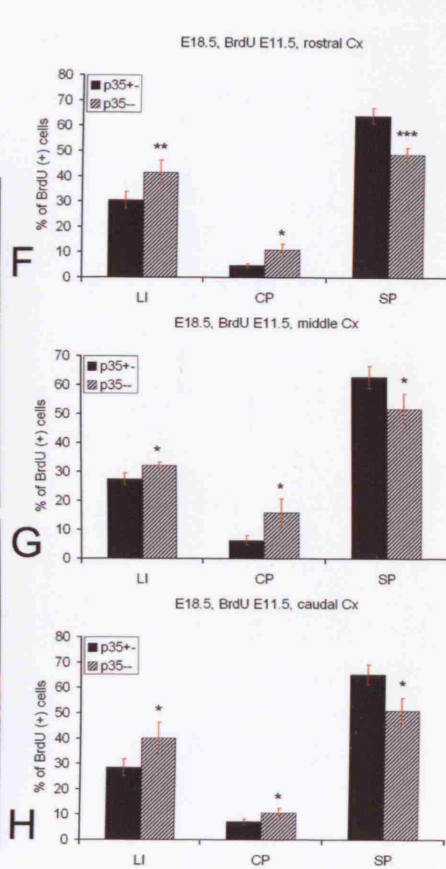 E18.5, BrdU E11.5, rostral Cx
80
70
60
50
40
30
20
10
0
% of BrdU (+) cells
p35+-
p35--
**
*
***
LI CP SP
F
E18.5, BrdU E11.5, middle Cx
70
60
50
40
30
20
10
0
% of BrdU (+) cells
p35+-
p35--
*
*
*
LI CP SP
G
E18.5, BrdU E11.5, caudal Cx
80
70
60
50
40
30
20
10
0
% of BrdU (+) cells
p35+-
p35--
*
*
*
LI CP SP
H